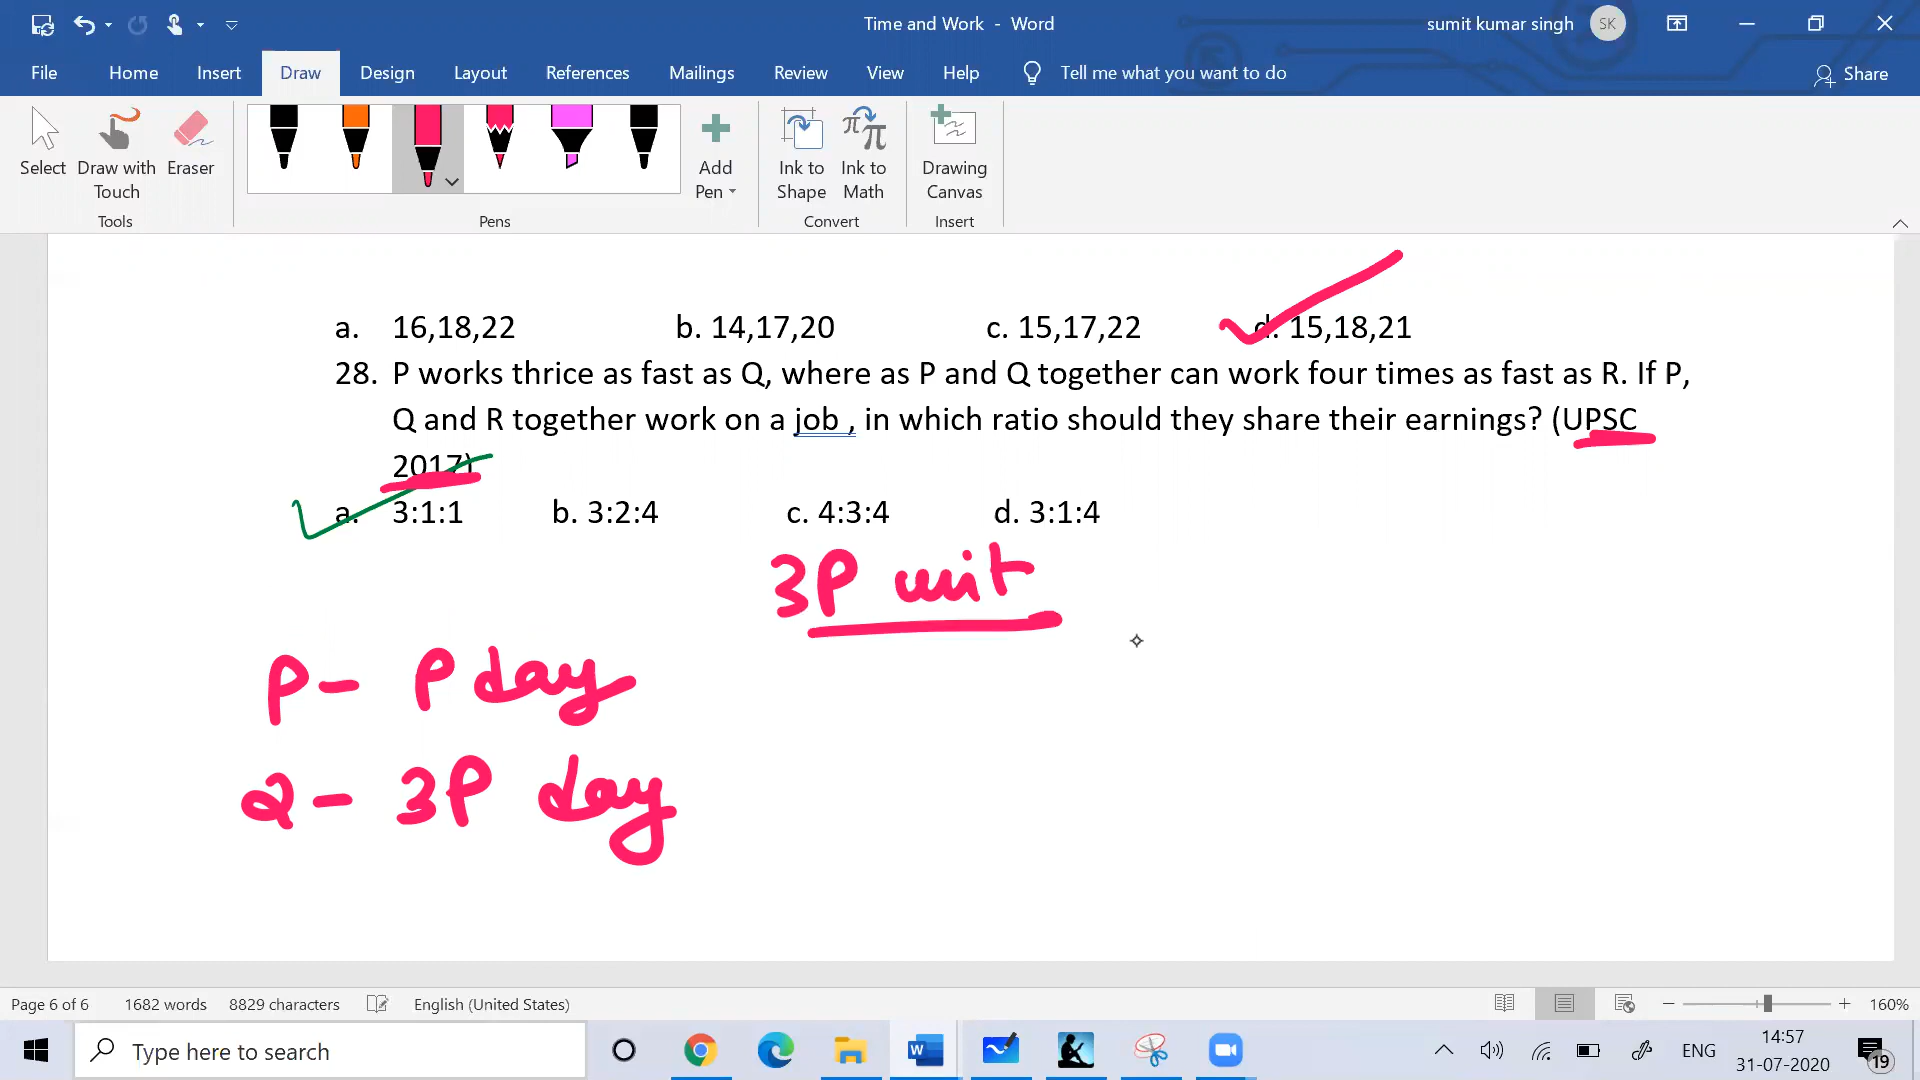 Time and Work - Word
sumit kumar singh
SK
File Home Insert Draw Design Layout References Mailings Review View Help Tell me what you want to do Share
Select Draw with Touch Eraser Add Pen Ink to Shape Ink to Math Drawing Canvas
Tools Pens Convert Insert
a. 16,18,22 b. 14,17,20 c. 15,17,22 d. 15,18,21
28. P works thrice as fast as Q, where as P and Q together can work four times as fast as R. If P,
Q and R together work on a job , in which ratio should they share their earnings? (UPSC
2017)
a. 3:1:1 b. 3:2:4 c. 4:3:4 d. 3:1:4
3P unit
P - P day
Q - 3P day
Page 6 of 6 1682 words 8829 characters English (United States) 160%
Type here to search
ENG
14:57
31-07-2020
19